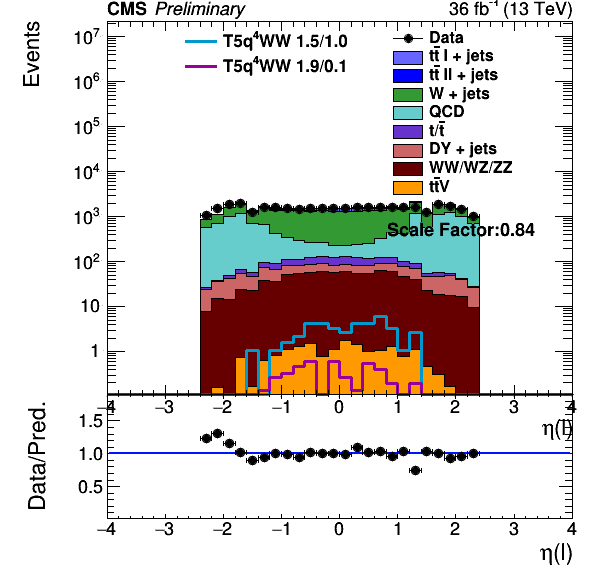 CMS Preliminary 36 fb⁻¹ (13 TeV)
Events
10⁷
10⁶
10⁵
10⁴
10³
10²
10
1
T5q⁴WW 1.5/1.0
T5q⁴WW 1.9/0.1
Data
tt̄ l + jets
tt̄ ll + jets
W + jets
QCD
t/t̄
DY + jets
WW/WZ/ZZ
tt̄V
Scale Factor:0.84
−4 −3 −2 −1 0 1 2 3 4
η(l)
Data/Pred.
1.5
1.0
0.5
−4 −3 −2 −1 0 1 2 3 4
η(l)